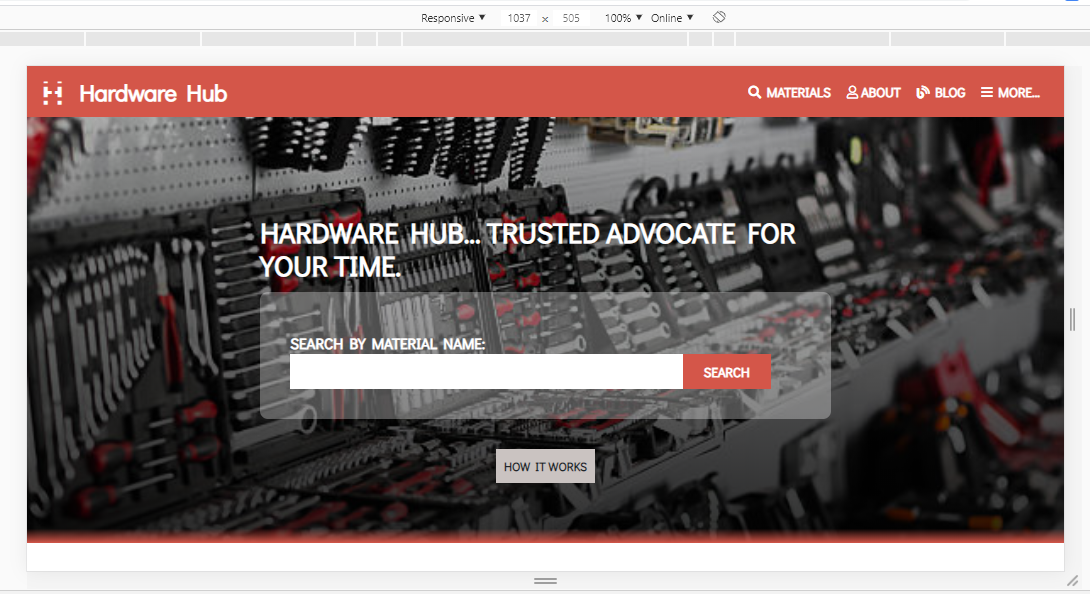 Responsive ▼ 1037 x 505 100% ▼ Online ▼
Hardware Hub
MATERIALS ABOUT BLOG MORE...
HARDWARE HUB... TRUSTED ADVOCATE FOR
YOUR TIME.
SEARCH BY MATERIAL NAME:
SEARCH
HOW IT WORKS